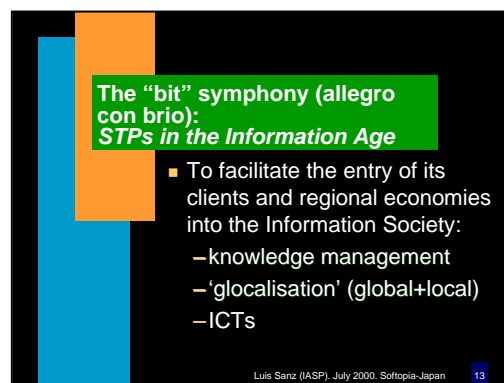 The “bit” symphony (allegro
con brio):
STPs in the Information Age
■ To facilitate the entry of its
clients and regional economies
into the Information Society:
–knowledge management
–‘glocalisation’ (global+local)
–ICTs
Luis Sanz (IASP). July 2000. Softopia-Japan 13